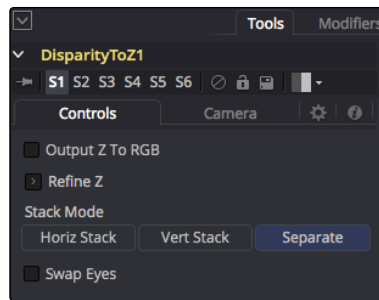 Tools Modifiers
DisparityToZ1
S1 S2 S3 S4 S5 S6
Controls Camera
Output Z To RGB
Refine Z
Stack Mode
Horiz Stack Vert Stack Separate
Swap Eyes